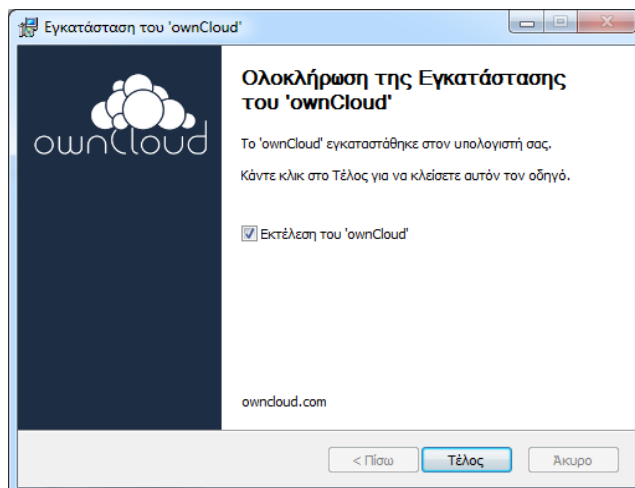 Εγκατάσταση του 'ownCloud'
ownCloud
Ολοκλήρωση της Εγκατάστασης
του 'ownCloud'
Το 'ownCloud' εγκαταστάθηκε στον υπολογιστή σας.
Κάντε κλικ στο Τέλος για να κλείσετε αυτόν τον οδηγό.
Εκτέλεση του 'ownCloud'
owncloud.com
< Πίσω
Τέλος
Άκυρο